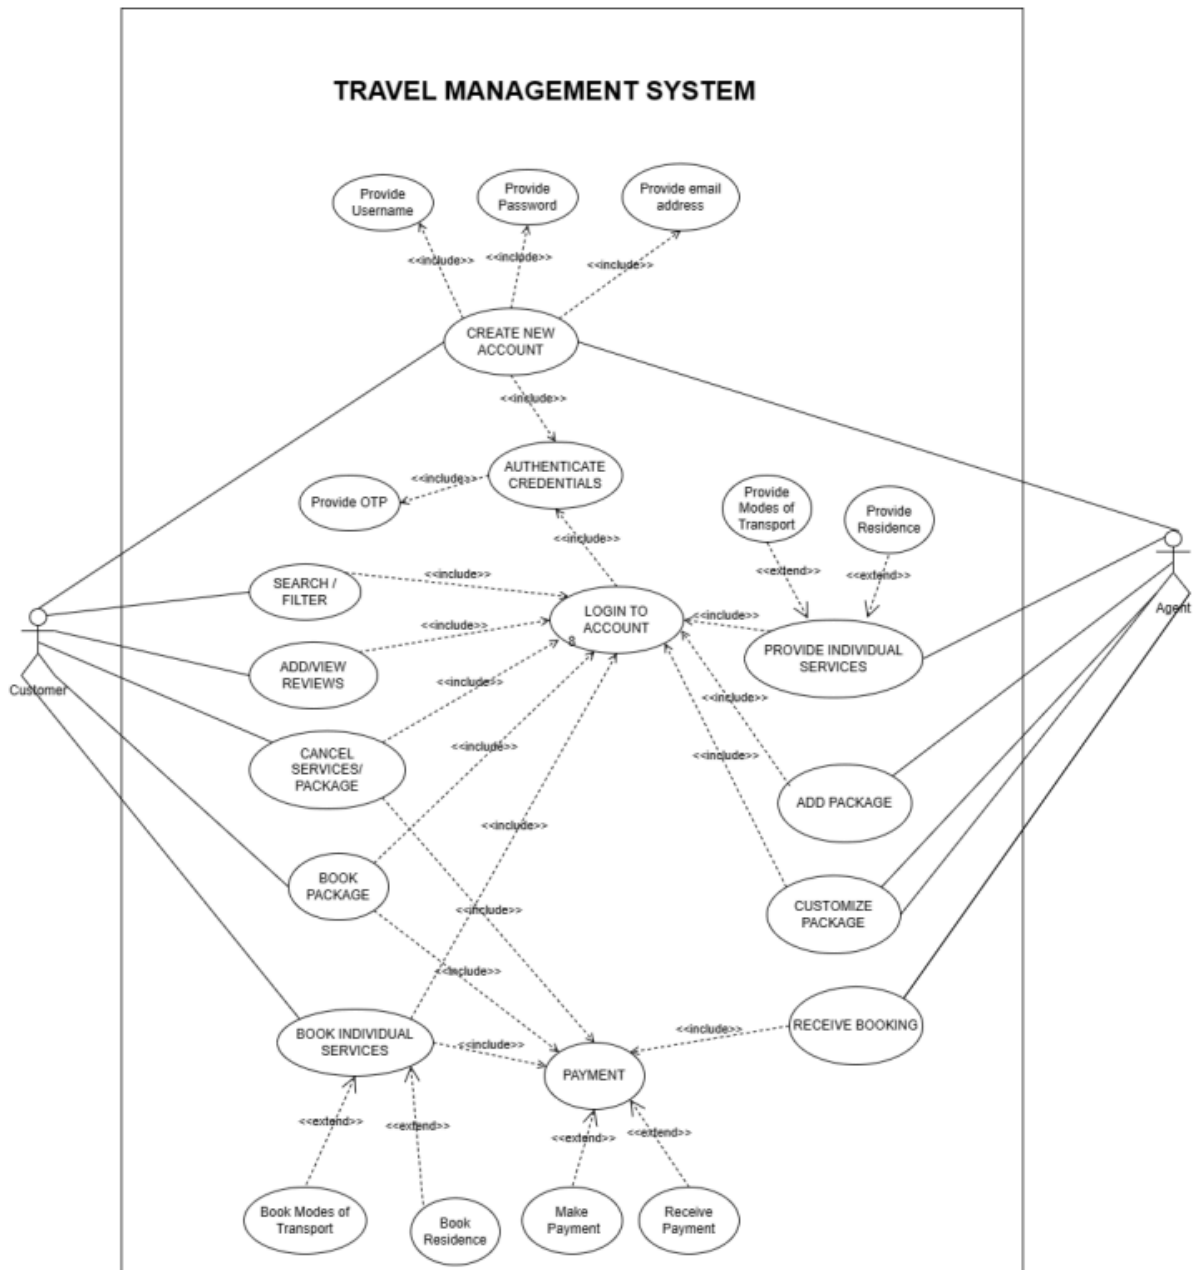 TRAVEL MANAGEMENT SYSTEM
Provide
Username
Provide
Password
Provide email
address
<<include>>
<<include>>
<<include>>
CREATE NEW
ACCOUNT
<<include>>
AUTHENTICATE
CREDENTIALS
<<include>>
Provide OTP
Provide
Modes of
Transport
Provide
Residence
<<include>>
<<extend>>
<<extend>>
SEARCH /
FILTER
<<include>>
LOGIN TO
ACCOUNT
8
<<include>>
<<include>>
PROVIDE INDIVIDUAL
SERVICES
Agent
ADD/VIEW
REVIEWS
Customer
<<include>>
<<include>>
CANCEL
SERVICES/
PACKAGE
<<include>>
<<include>>
ADD PACKAGE
<<include>>
BOOK
PACKAGE
<<include>>
CUSTOMIZE
PACKAGE
<<include>>
BOOK INDIVIDUAL
SERVICES
<<include>>
<<include>>
RECEIVE BOOKING
PAYMENT
<<extend>>
<<extend>>
<<extend>>
<<extend>>
Book Modes of
Transport
Book
Residence
Make
Payment
Receive
Payment